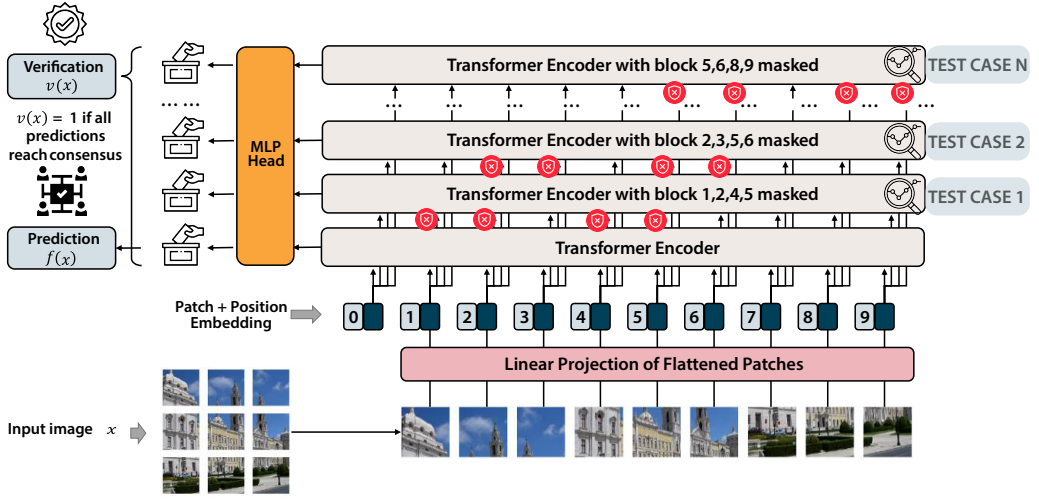 Verification
v(x)
v(x) = 1 if all
predictions
reach consensus
Prediction
f(x)
... ...
MLP
Head
Transformer Encoder with block 5,6,8,9 masked
TEST CASE N
... ... ... ... ... ... ... ... ... ...
Transformer Encoder with block 2,3,5,6 masked
TEST CASE 2
Transformer Encoder with block 1,2,4,5 masked
TEST CASE 1
Transformer Encoder
Patch + Position
Embedding
0 1 2 3 4 5 6 7 8 9
Linear Projection of Flattened Patches
Input image x